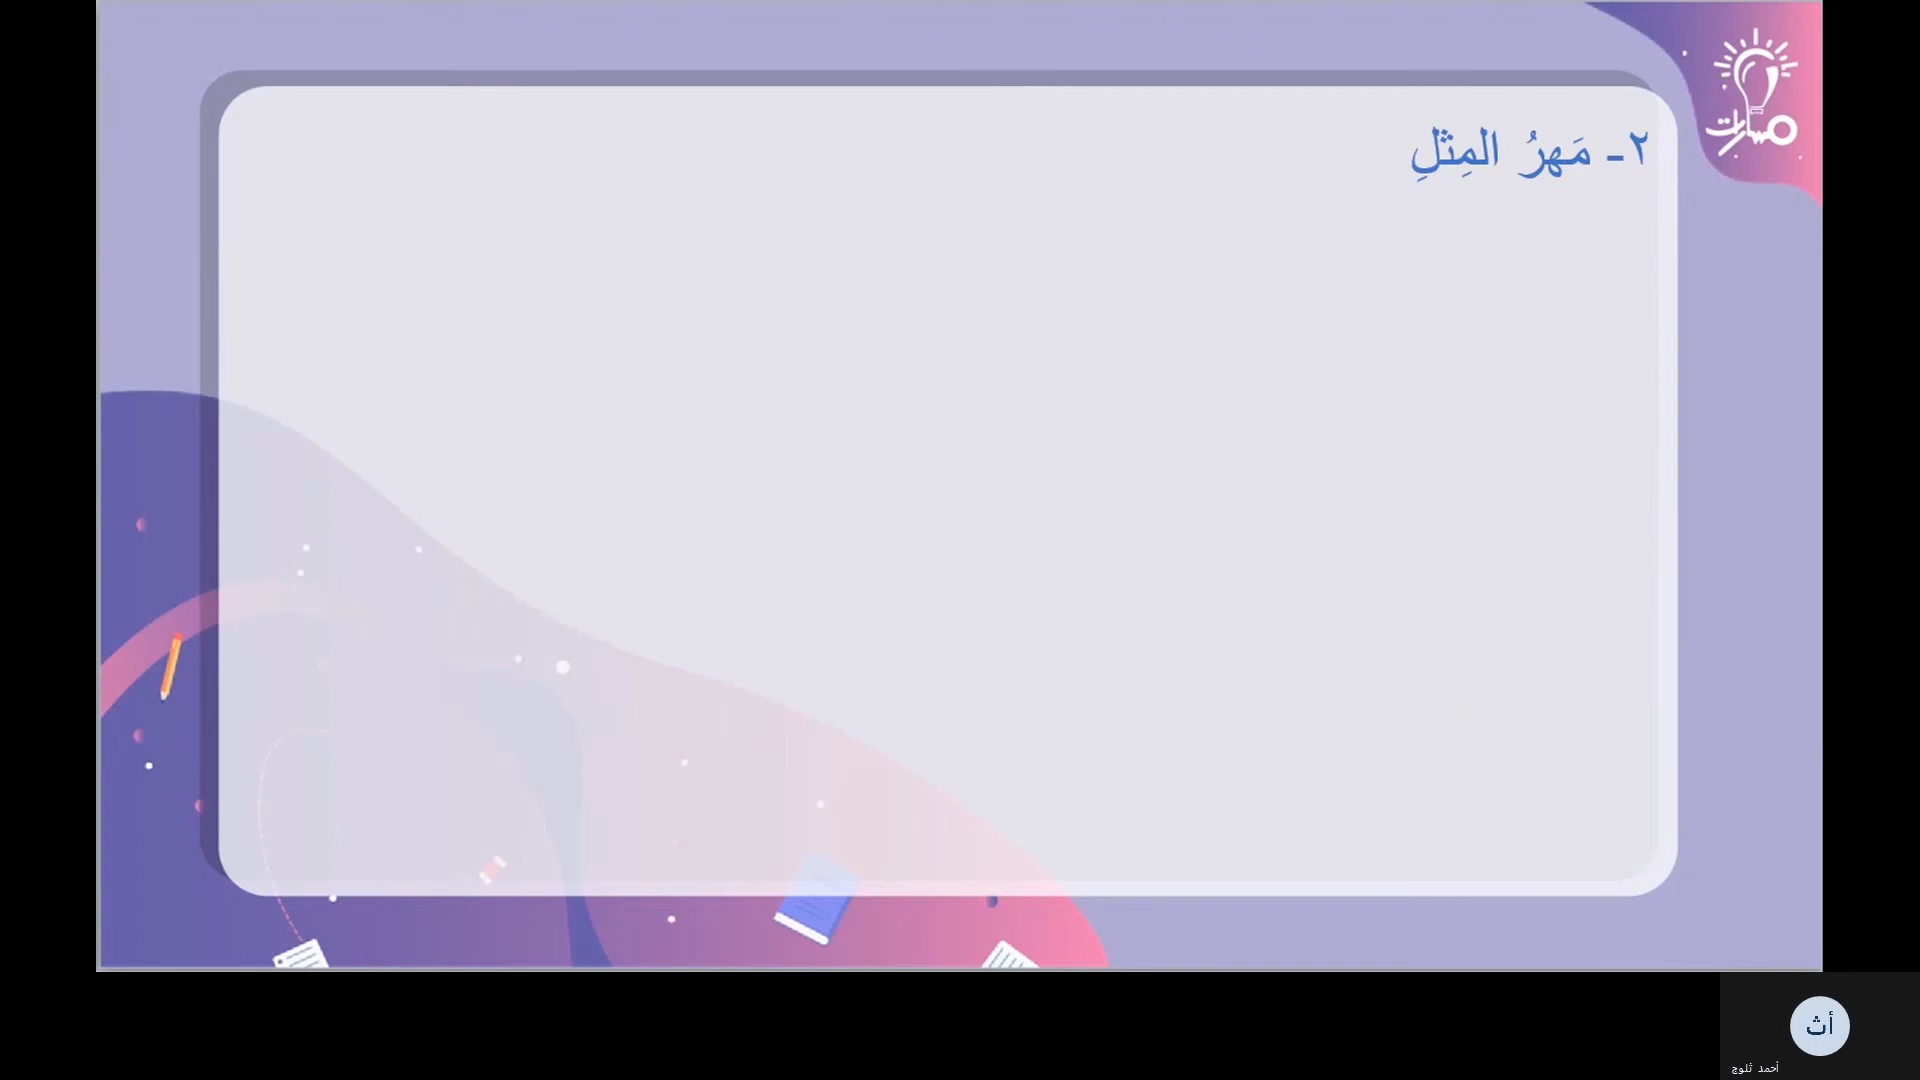 مسارات
٢- مَهرُ المِثلِ
أث
أحمد ثلوج